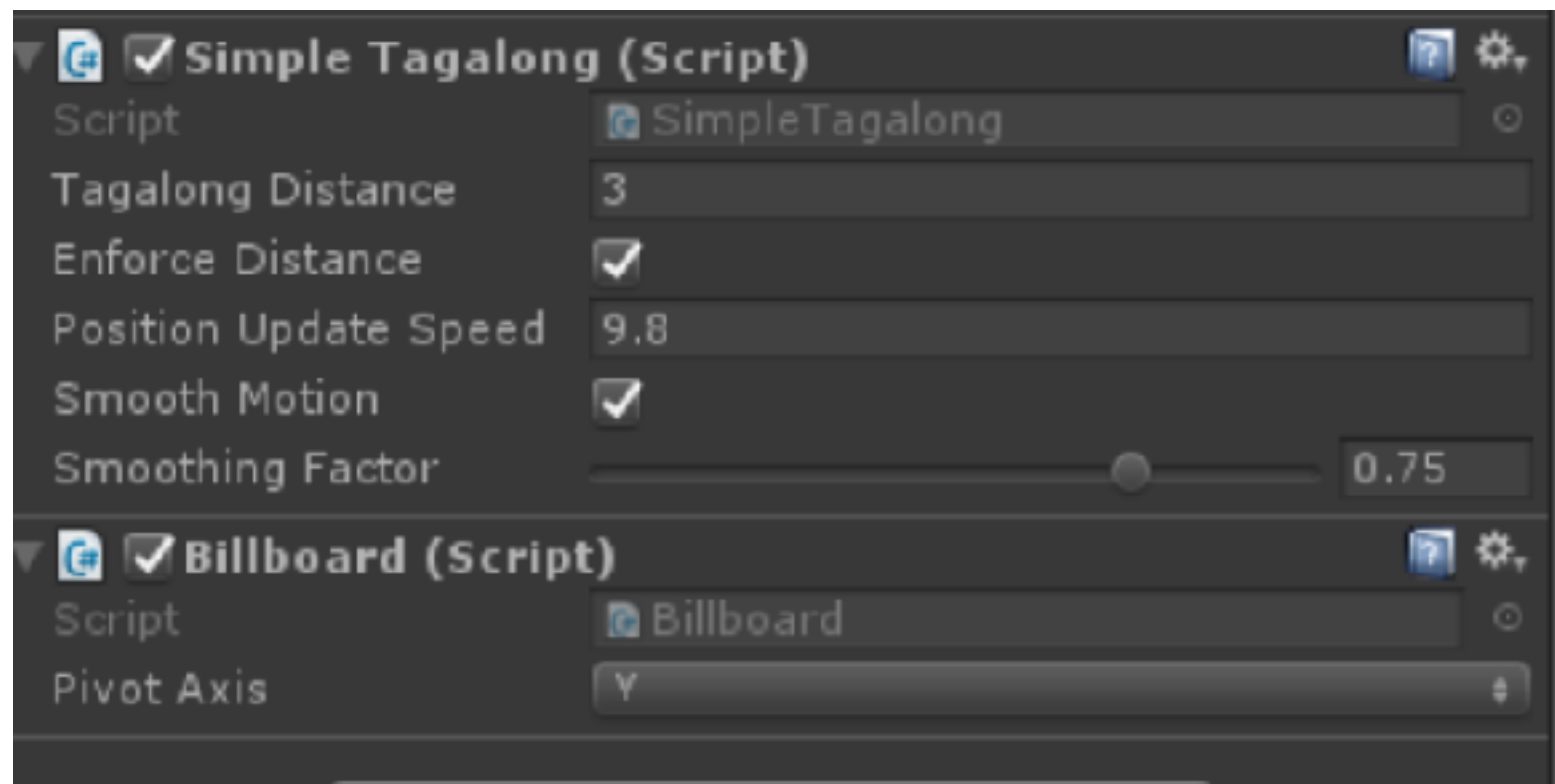 Simple Tagalong (Script)
Script SimpleTagalong
Tagalong Distance 3
Enforce Distance
Position Update Speed 9.8
Smooth Motion
Smoothing Factor 0.75
Billboard (Script)
Script Billboard
Pivot Axis Y